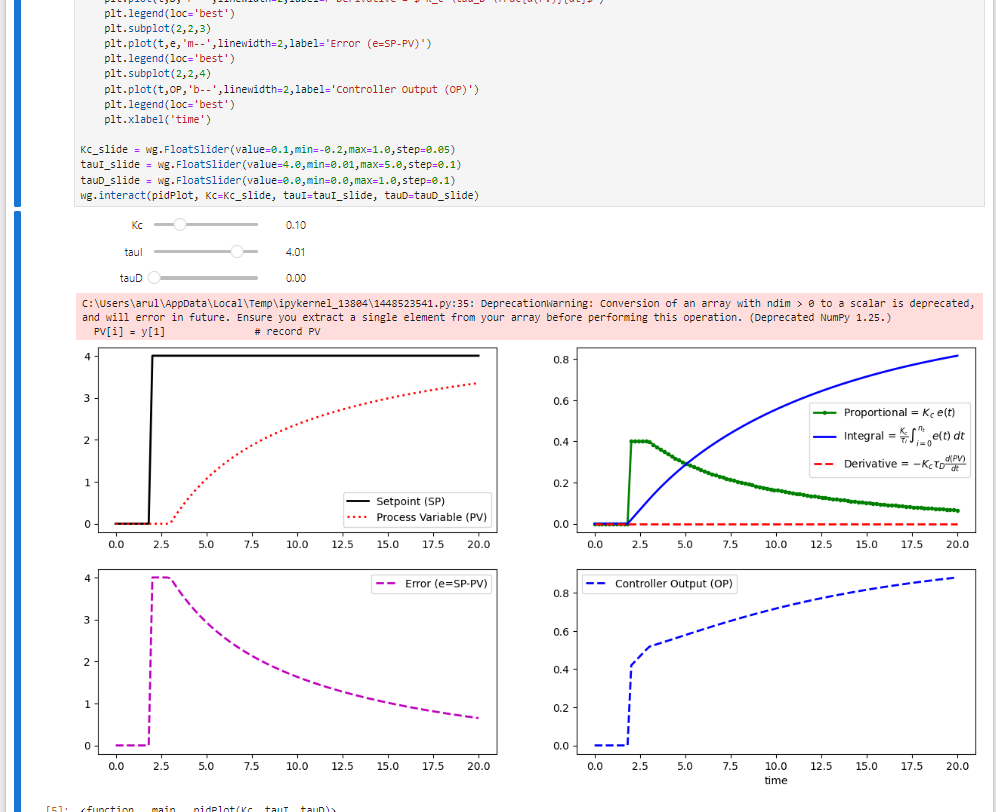 plt.legend(loc='best')
plt.subplot(2,2,3)
plt.plot(t,e,'m--',linewidth=2,label='Error (e=SP-PV)')
plt.legend(loc='best')
plt.subplot(2,2,4)
plt.plot(t,OP,'b--',linewidth=2,label='Controller Output (OP)')
plt.legend(loc='best')
plt.xlabel('time')
Kc_slide = wg.FloatSlider(value=0.1,min=-0.2,max=1.0,step=0.05)
tauI_slide = wg.FloatSlider(value=4.0,min=0.01,max=5.0,step=0.1)
tauD_slide = wg.FloatSlider(value=0.0,min=0.0,max=1.0,step=0.1)
wg.interact(pidPlot, Kc=Kc_slide, tauI=tauI_slide, tauD=tauD_slide)
Kc 0.10
tauI 4.01
tauD 0.00
C:\Users\arul\AppData\Local\Temp\ipykernel_13804\1448523541.py:35: DeprecationWarning: Conversion of an array with ndim > 0 to a scalar is deprecated,
and will error in future. Ensure you extract a single element from your array before performing this operation. (Deprecated NumPy 1.25.)
PV[i] = y[1] # record PV
4
3
2
1
0
Setpoint (SP)
Process Variable (PV)
0.0 2.5 5.0 7.5 10.0 12.5 15.0 17.5 20.0
0.8
0.6
0.4
0.2
0.0
Proportional = K_c e(t)
Integral = K_c/τ_i ∫_{i=0}^{n_t} e(t) dt
Derivative = −K_c τ_D d(PV)/dt
0.0 2.5 5.0 7.5 10.0 12.5 15.0 17.5 20.0
4
3
2
1
0
Error (e=SP-PV)
0.0 2.5 5.0 7.5 10.0 12.5 15.0 17.5 20.0
0.8
0.6
0.4
0.2
0.0
Controller Output (OP)
0.0 2.5 5.0 7.5 10.0 12.5 15.0 17.5 20.0
time